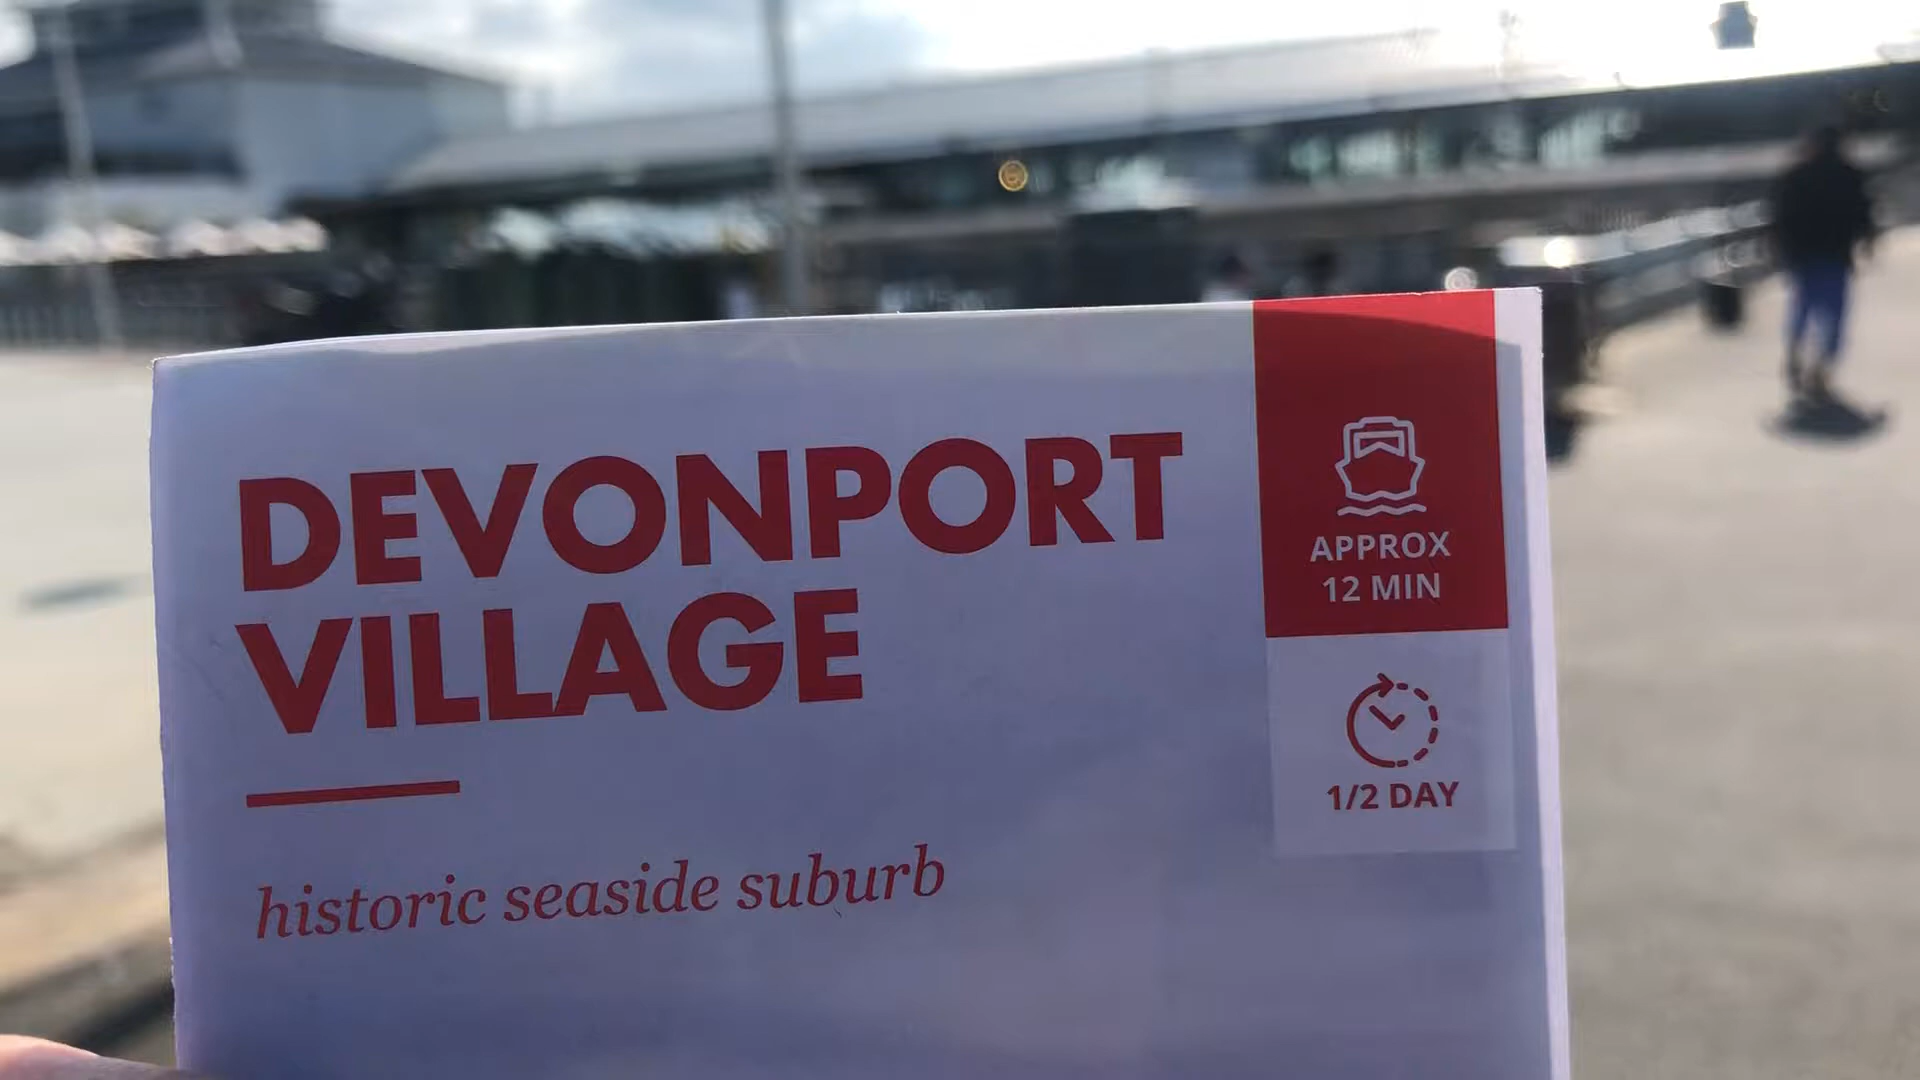 DEVONPORT
VILLAGE
historic seaside suburb
APPROX
12 MIN
1/2 DAY